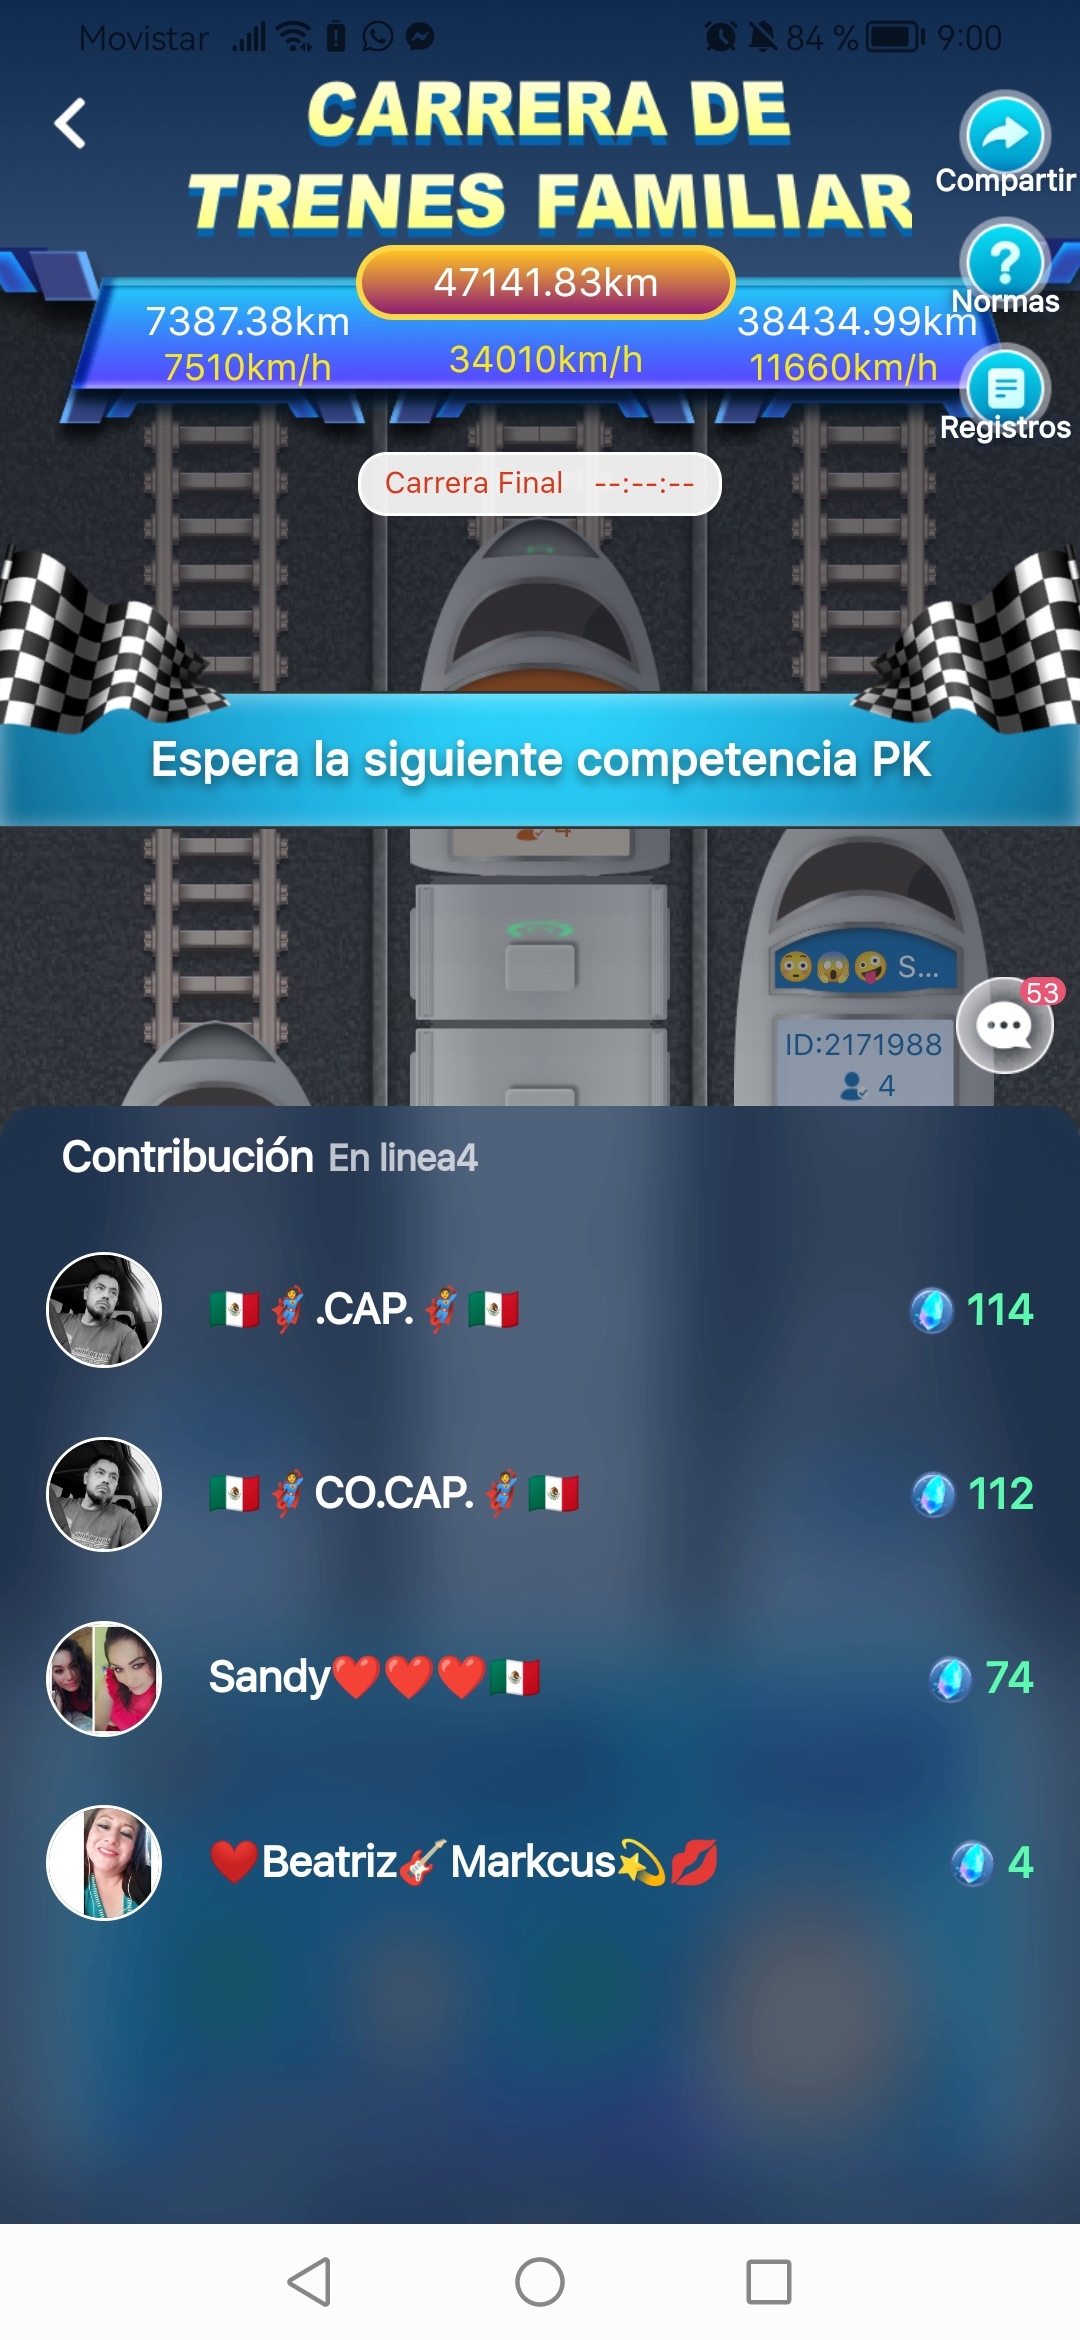 Movistar 84 % 9:00
CARRERA DE
TRENES FAMILIAR
Compartir
Normas
Registros
47141.83km
7387.38km
38434.99km
7510km/h
34010km/h
11660km/h
Carrera Final --:--:--
Espera la siguiente competencia PK
4
😳😱🤪 S...
53
ID:2171988
4
Contribución En linea4
🇲🇽🦸.CAP.🦸🇲🇽 114
🇲🇽🦸CO.CAP.🦸🇲🇽 112
Sandy❤️❤️❤️🇲🇽 74
❤️Beatriz🎸Markcus💫💋 4